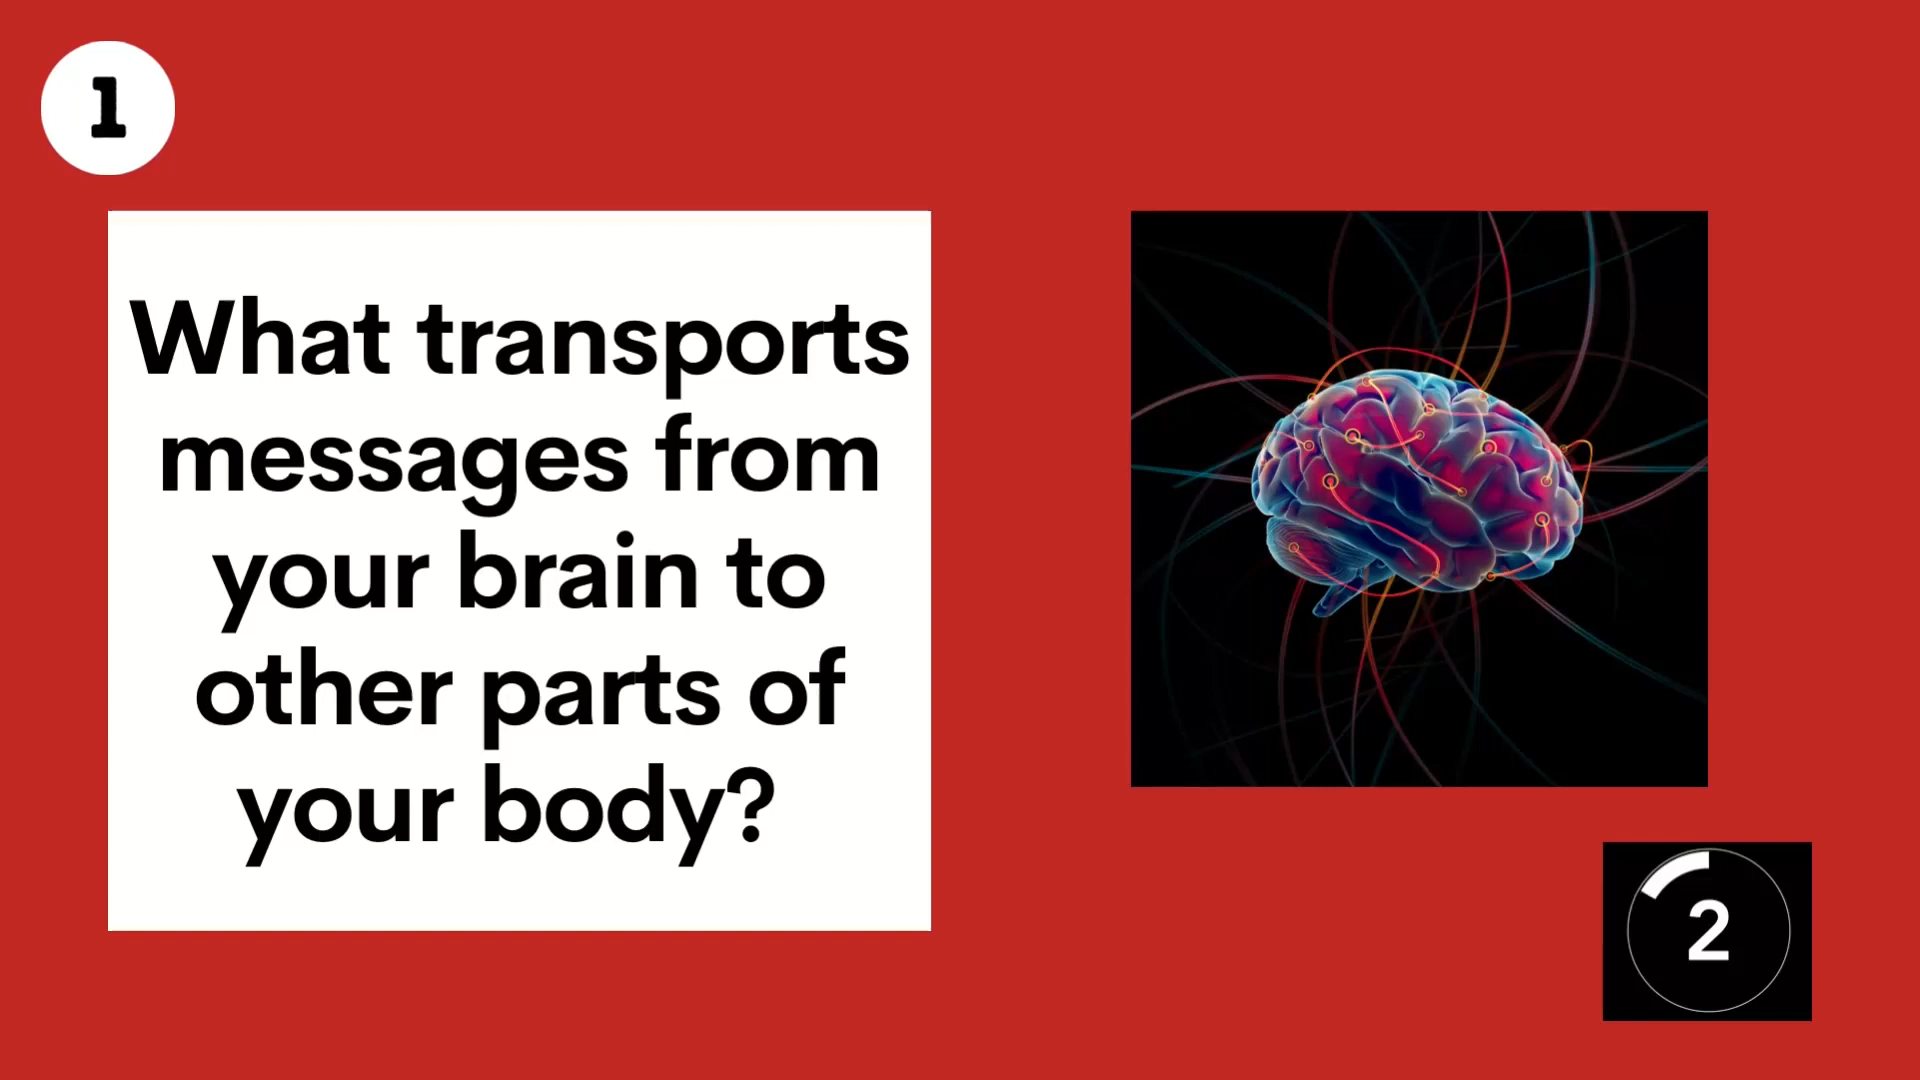 1
What transports
messages from
your brain to
other parts of
your body?
2